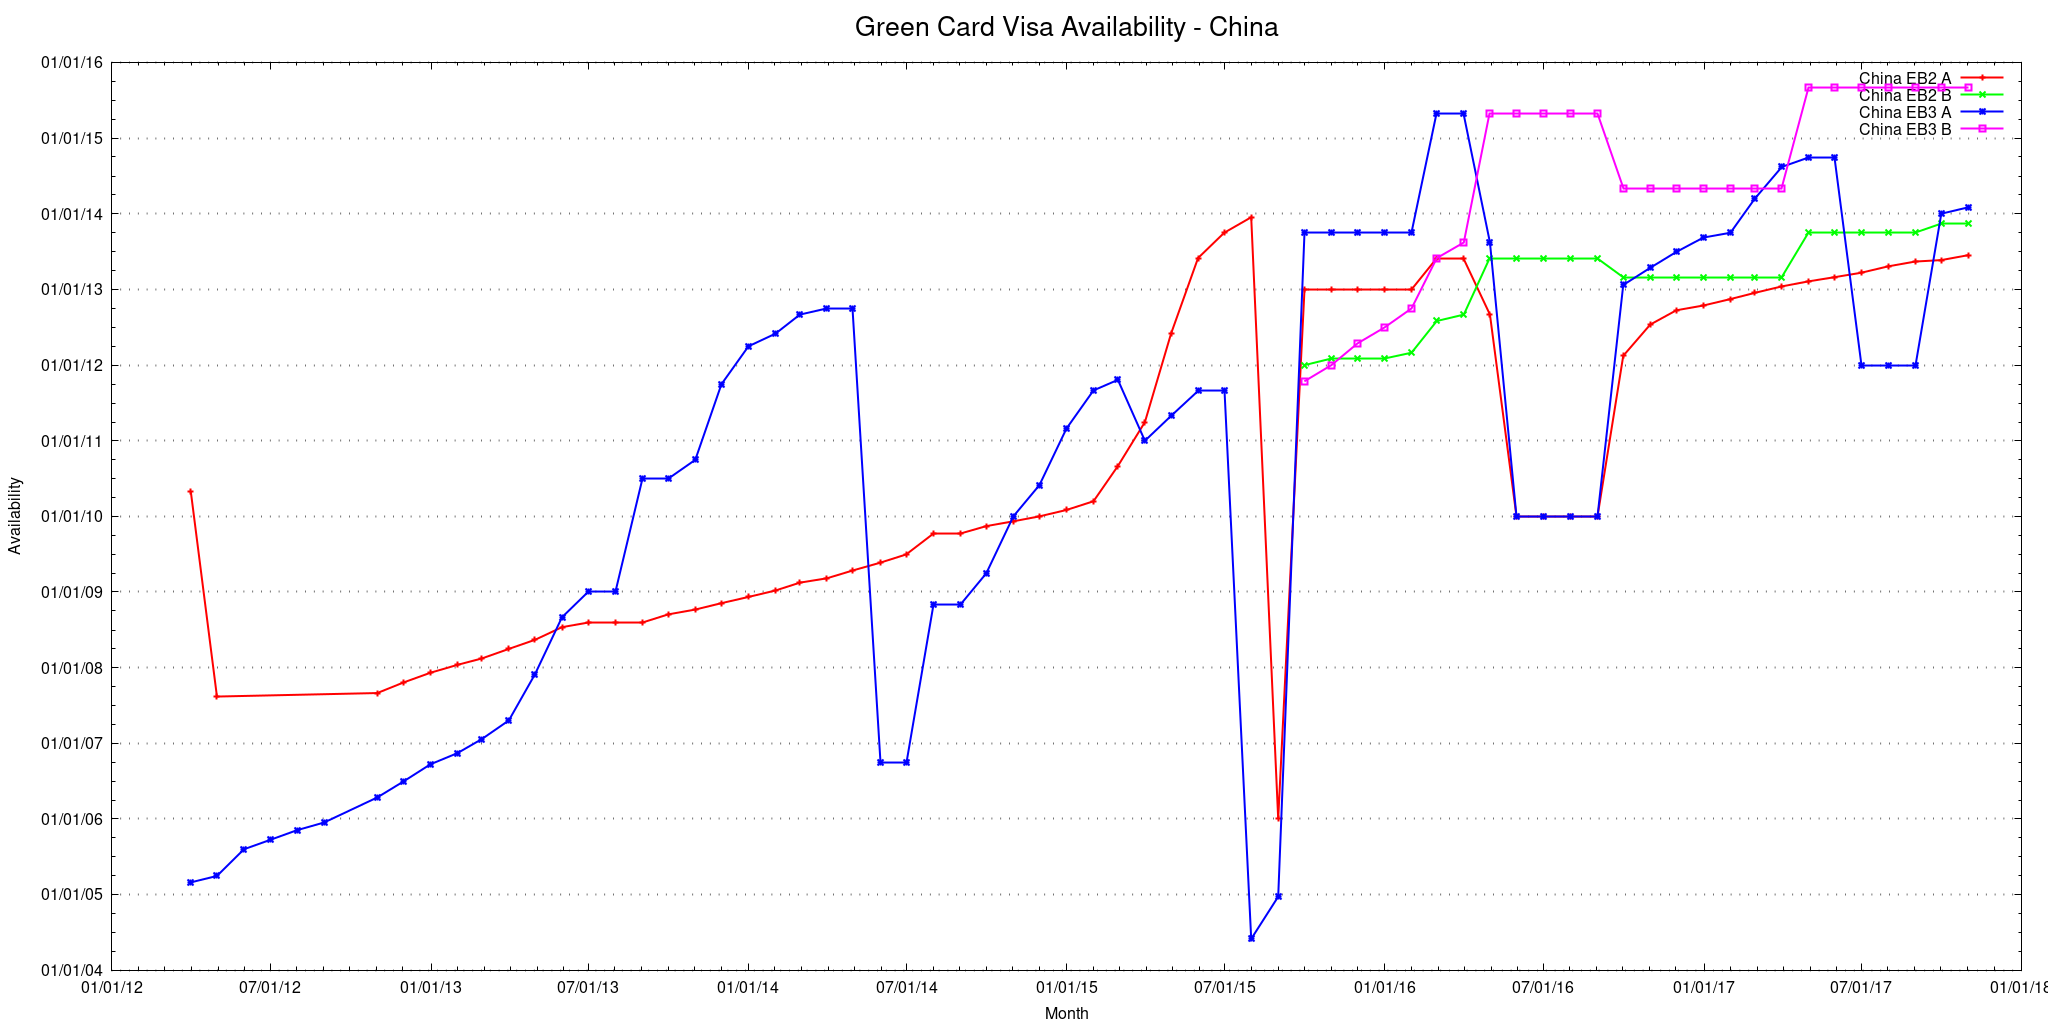 Green Card Visa Availability - China
01/01/16
01/01/15
01/01/14
01/01/13
01/01/12
01/01/11
01/01/10
01/01/09
01/01/08
01/01/07
01/01/06
01/01/05
01/01/04
Availability
China EB2 A
China EB2 B
China EB3 A
China EB3 B
01/01/12 07/01/12 01/01/13 07/01/13 01/01/14 07/01/14 01/01/15 07/01/15 01/01/16 07/01/16 01/01/17 07/01/17 01/01/18
Month